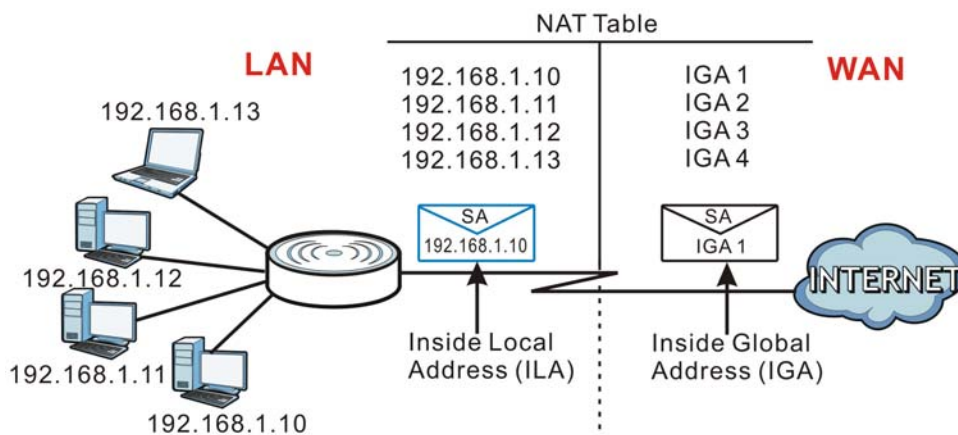 NAT Table
LAN
WAN
192.168.1.10 IGA 1
192.168.1.11 IGA 2
192.168.1.12 IGA 3
192.168.1.13 IGA 4
192.168.1.13
192.168.1.12
192.168.1.11
192.168.1.10
SA
192.168.1.10
SA
IGA 1
INTERNET
Inside Local
Address (ILA)
Inside Global
Address (IGA)